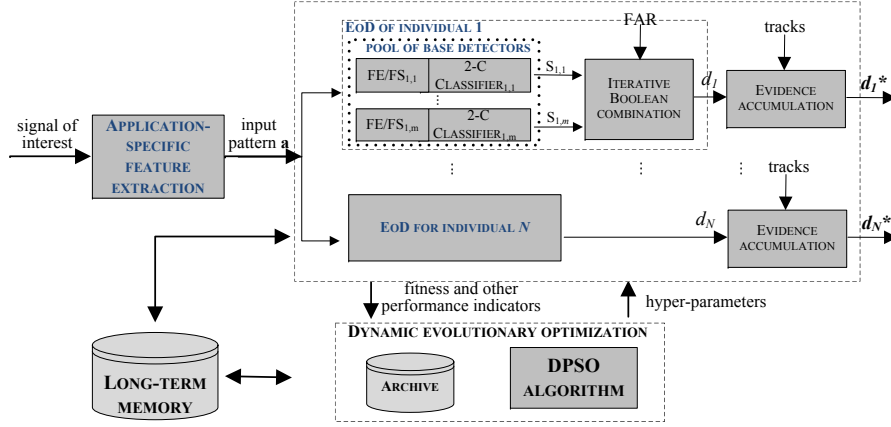 EOD OF INDIVIDUAL 1
FAR
tracks
POOL OF BASE DETECTORS
FE/FS1,1
2-C CLASSIFIER1,1
S1,1
...
FE/FS1,m
2-C CLASSIFIER1,m
S1,m
ITERATIVE
BOOLEAN
COMBINATION
d1
EVIDENCE
ACCUMULATION
d1*
signal of
interest
APPLICATION-
SPECIFIC
FEATURE
EXTRACTION
input
pattern a
...
...
...
tracks
EOD FOR INDIVIDUAL N
dN
EVIDENCE
ACCUMULATION
dN*
fitness and other
performance indicators
hyper-parameters
DYNAMIC EVOLUTIONARY OPTIMIZATION
LONG-TERM
MEMORY
ARCHIVE
DPSO
ALGORITHM